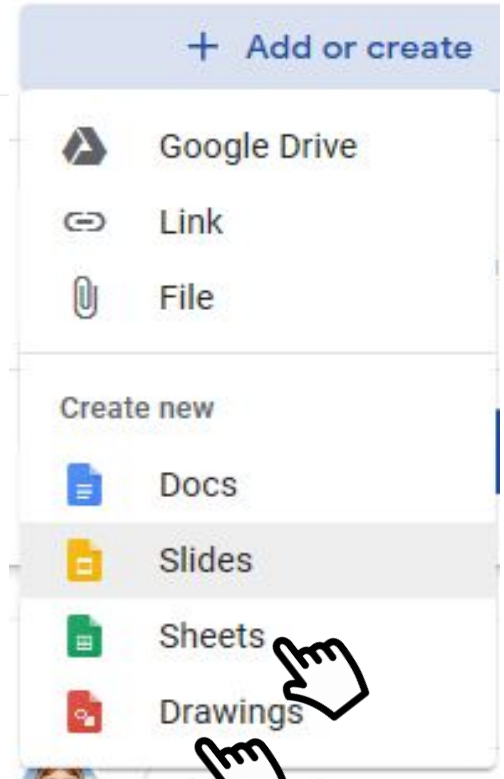 + Add or create
Google Drive
Link
File
Create new
Docs
Slides
Sheets
Drawings